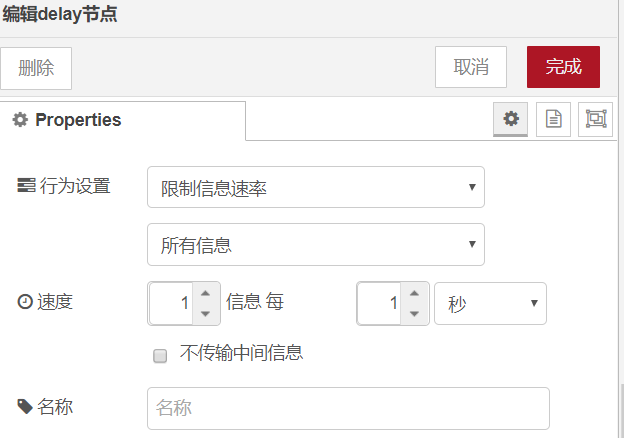 编辑delay节点
删除 取消 完成
Properties
行为设置 限制信息速率
所有信息
速度 1 信息 每 1 秒
不传输中间信息
名称 名称